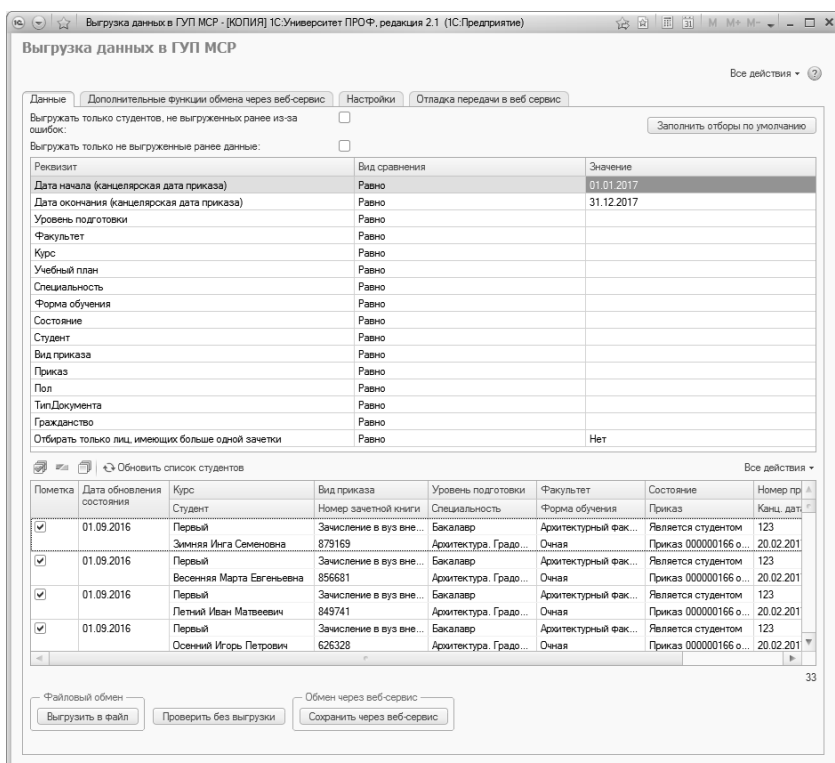 Выгрузка данных в ГУП МСР - [КОПИЯ] 1С:Университет ПРОФ, редакция 2.1 (1С:Предприятие)
M M+ M-
Выгрузка данных в ГУП МСР
Все действия
Данные Дополнительные функции обмена через веб-сервис Настройки Отладка передачи в веб сервис
Выгружать только студентов, не выгруженных ранее из-за
ошибок:
Заполнить отборы по умолчанию
Выгружать только не выгруженные ранее данные:
Реквизит Вид сравнения Значение
Дата начала (канцелярская дата приказа) Равно 01.01.2017
Дата окончания (канцелярская дата приказа) Равно 31.12.2017
Уровень подготовки Равно
Факультет Равно
Курс Равно
Учебный план Равно
Специальность Равно
Форма обучения Равно
Состояние Равно
Студент Равно
Вид приказа Равно
Приказ Равно
Пол Равно
ТипДокумента Равно
Гражданство Равно
Отбирать только лиц, имеющих больше одной зачетки Равно Нет
Обновить список студентов Все действия
Пометка Дата обновления состояния Курс Вид приказа Уровень подготовки Факультет Состояние Номер пр
Студент Номер зачетной книги Специальность Форма обучения Приказ Канц. дат
01.09.2016 Первый Зачисление в вуз вне... Бакалавр Архитектурный фак... Является студентом 123
Зимняя Инга Семеновна 879169 Архитектура. Градо... Очная Приказ 000000166 о... 20.02.201
01.09.2016 Первый Зачисление в вуз вне... Бакалавр Архитектурный фак... Является студентом 123
Весенняя Марта Евгеньевна 856681 Архитектура. Градо... Очная Приказ 000000166 о... 20.02.201
01.09.2016 Первый Зачисление в вуз вне... Бакалавр Архитектурный фак... Является студентом 123
Летний Иван Матвеевич 849741 Архитектура. Градо... Очная Приказ 000000166 о... 20.02.201
01.09.2016 Первый Зачисление в вуз вне... Бакалавр Архитектурный фак... Является студентом 123
Осенний Игорь Петрович 626328 Архитектура. Градо... Очная Приказ 000000166 о... 20.02.201
33
Файловый обмен Обмен через веб-сервис
Выгрузить в файл Проверить без выгрузки Сохранить через веб-сервис